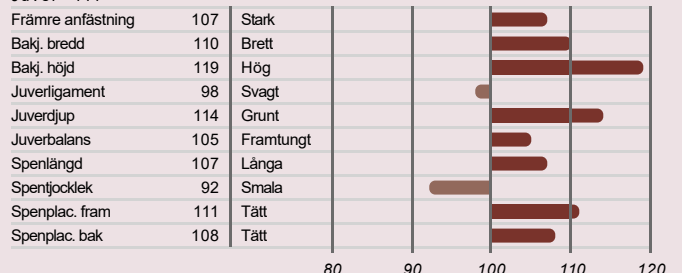 Främre anfästning 107 Stark
Bakj. bredd 110 Brett
Bakj. höjd 119 Hög
Juverligament 98 Svagt
Juverdjup 114 Grunt
Juverbalans 105 Framtungt
Spenlängd 107 Långa
Spentjocklek 92 Smala
Spenplac. fram 111 Tätt
Spenplac. bak 108 Tätt
80 90 100 110 120